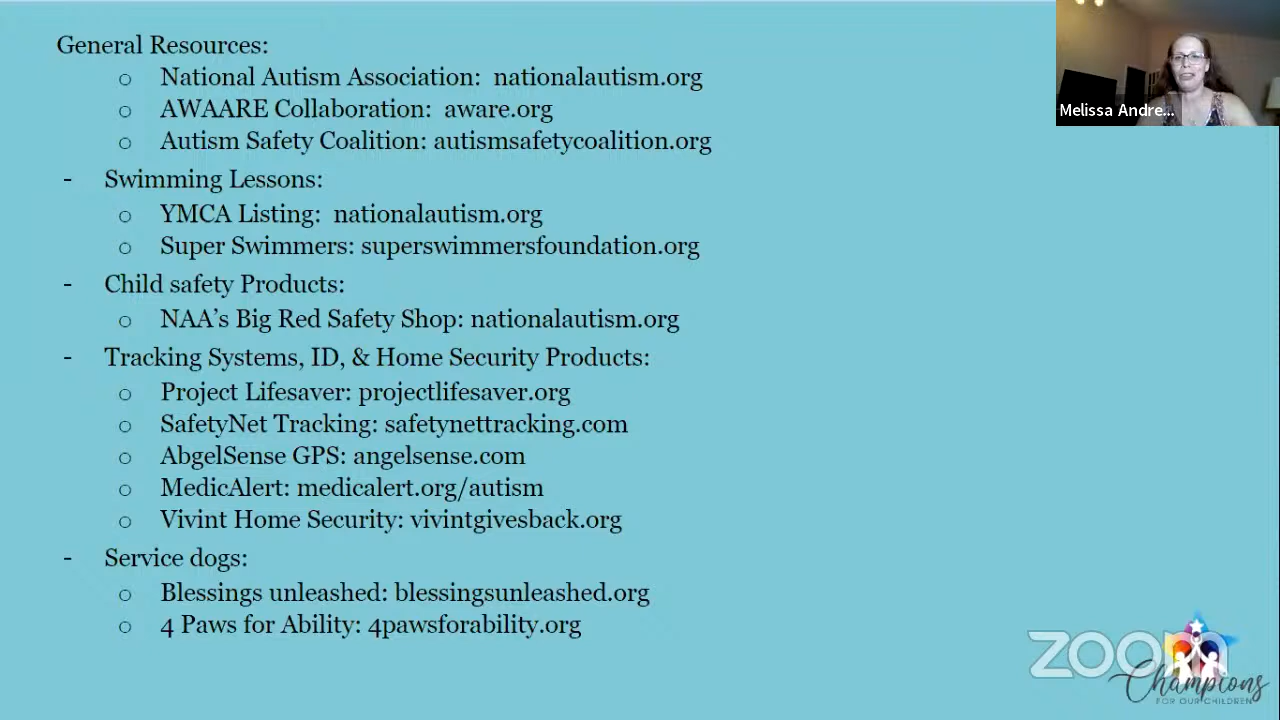 General Resources:
o National Autism Association: nationalautism.org
o AWAARE Collaboration: aware.org
o Autism Safety Coalition: autismsafetycoalition.org
- Swimming Lessons:
o YMCA Listing: nationalautism.org
o Super Swimmers: superswimmersfoundation.org
- Child safety Products:
o NAA’s Big Red Safety Shop: nationalautism.org
- Tracking Systems, ID, & Home Security Products:
o Project Lifesaver: projectlifesaver.org
o SafetyNet Tracking: safetynettracking.com
o AbgelSense GPS: angelsense.com
o MedicAlert: medicalert.org/autism
o Vivint Home Security: vivintgivesback.org
- Service dogs:
o Blessings unleashed: blessingsunleashed.org
o 4 Paws for Ability: 4pawsforability.org
Melissa Andre...
zoom
Champions
FOR OUR CHILDREN